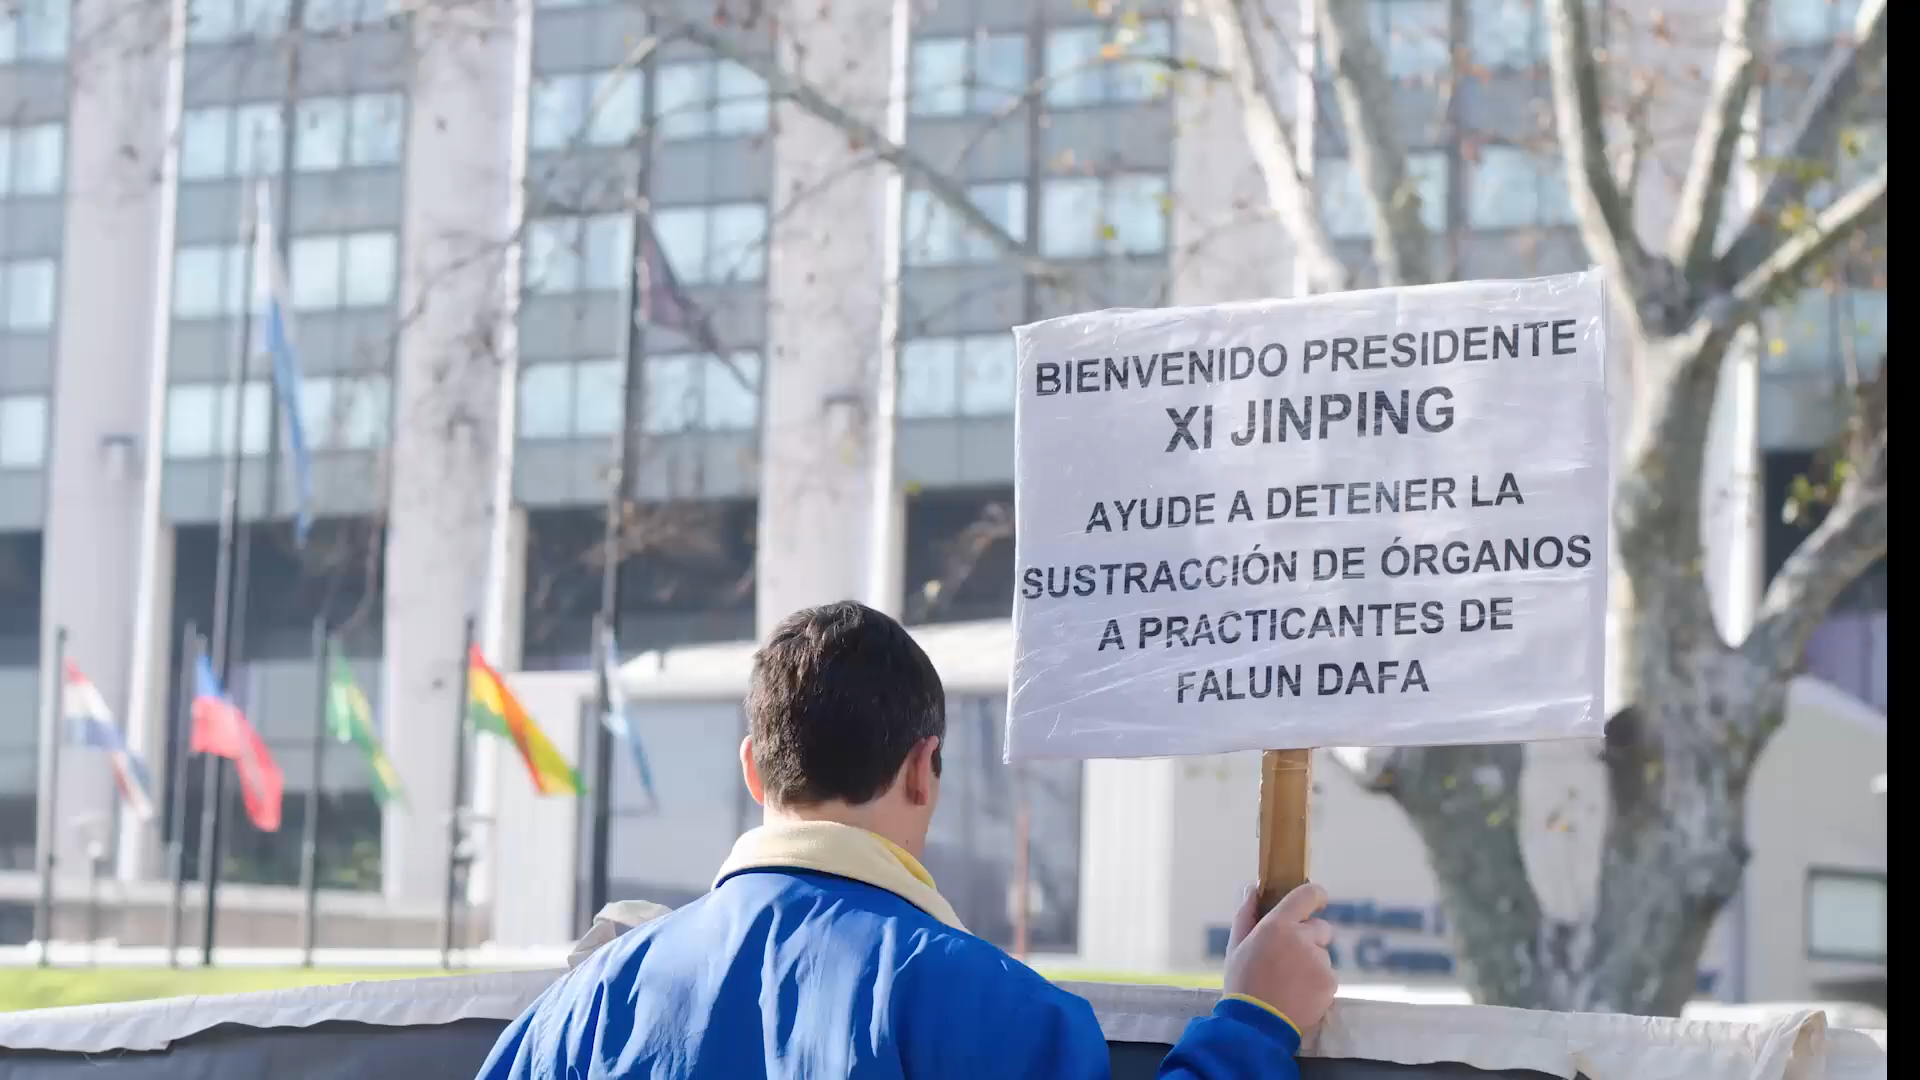 BIENVENIDO PRESIDENTE
XI JINPING
AYUDE A DETENER LA
SUSTRACCIÓN DE ÓRGANOS
A PRACTICANTES DE
FALUN DAFA